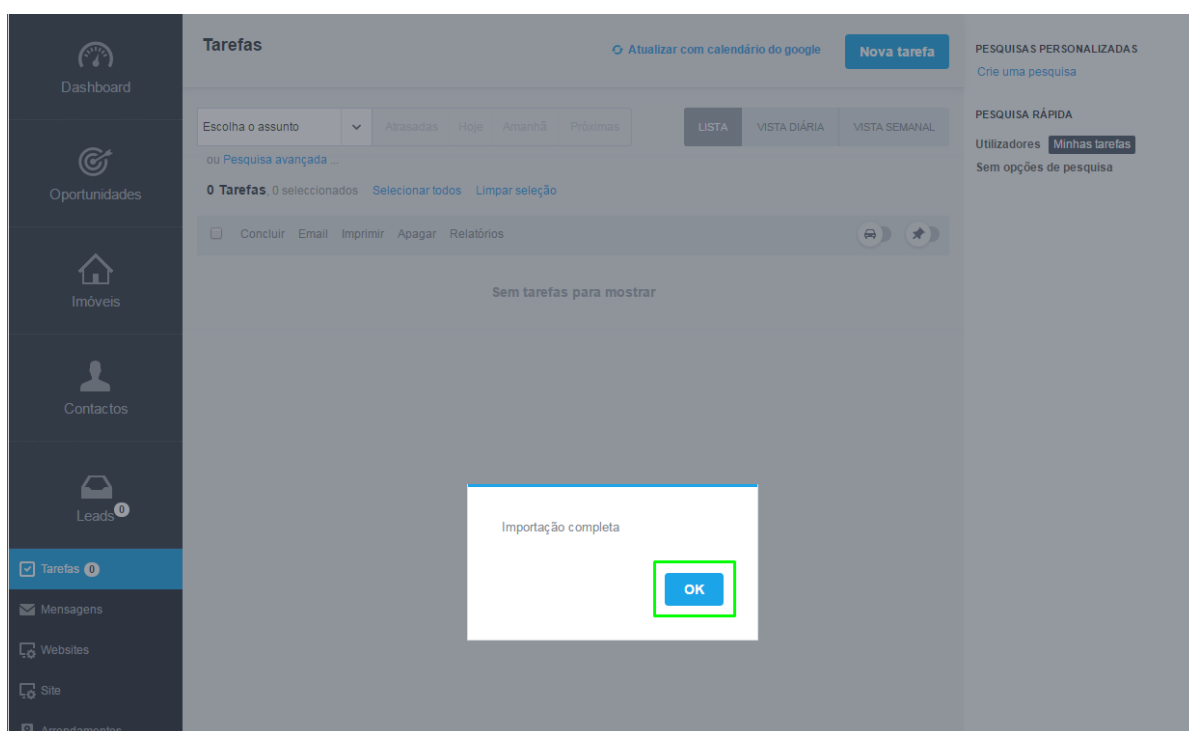 Dashboard
Oportunidades
Imóveis
Contactos
Leads 0
Tarefas 0
Mensagens
Websites
Site
Arrendamentos
Tarefas
Atualizar com calendário do google
Nova tarefa
Escolha o assunto
Atrasadas Hoje Amanhã Próximas
LISTA VISTA DIÁRIA VISTA SEMANAL
ou Pesquisa avançada ...
0 Tarefas, 0 seleccionados Selecionar todos Limpar seleção
Concluir Email Imprimir Apagar Relatórios
Sem tarefas para mostrar
Importação completa
OK
PESQUISAS PERSONALIZADAS
Crie uma pesquisa
PESQUISA RÁPIDA
Utilizadores Minhas tarefas
Sem opções de pesquisa